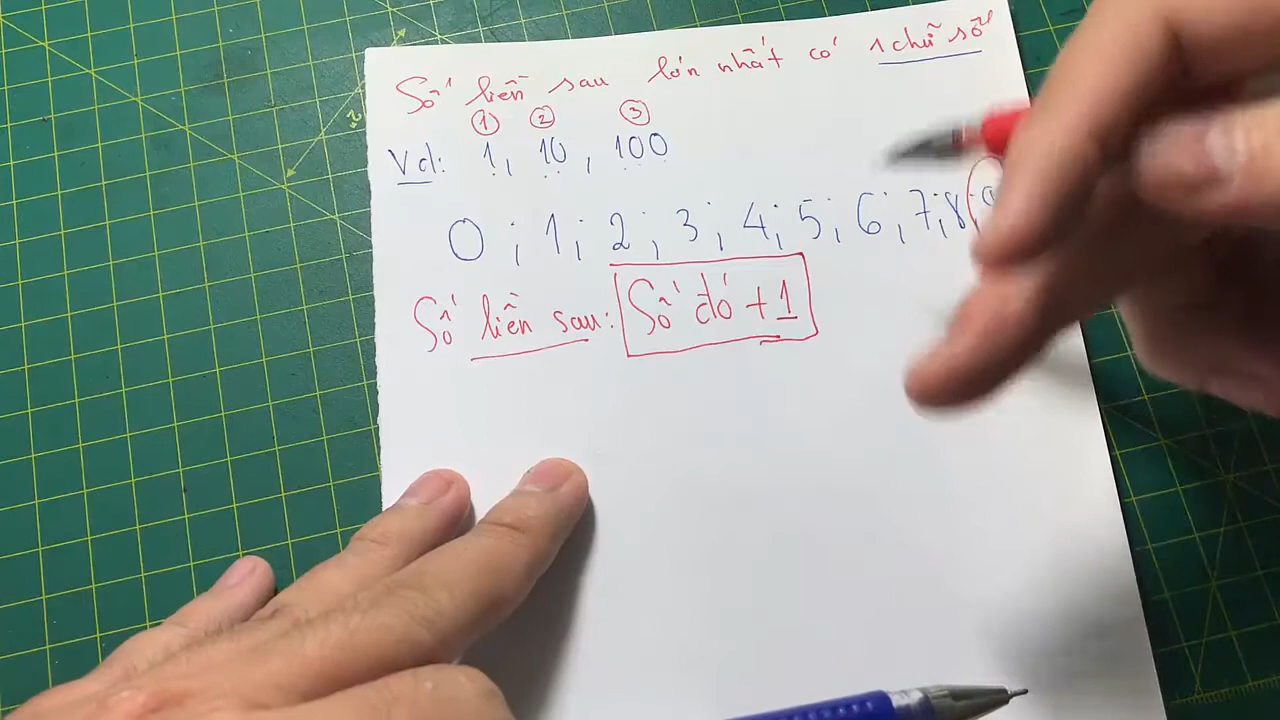 Số liền sau lớn nhất có 1 chữ số
① ② ③
Vd: 1, 10, 100
0; 1; 2; 3; 4; 5; 6; 7; 8
Số liền sau: Số đó + 1